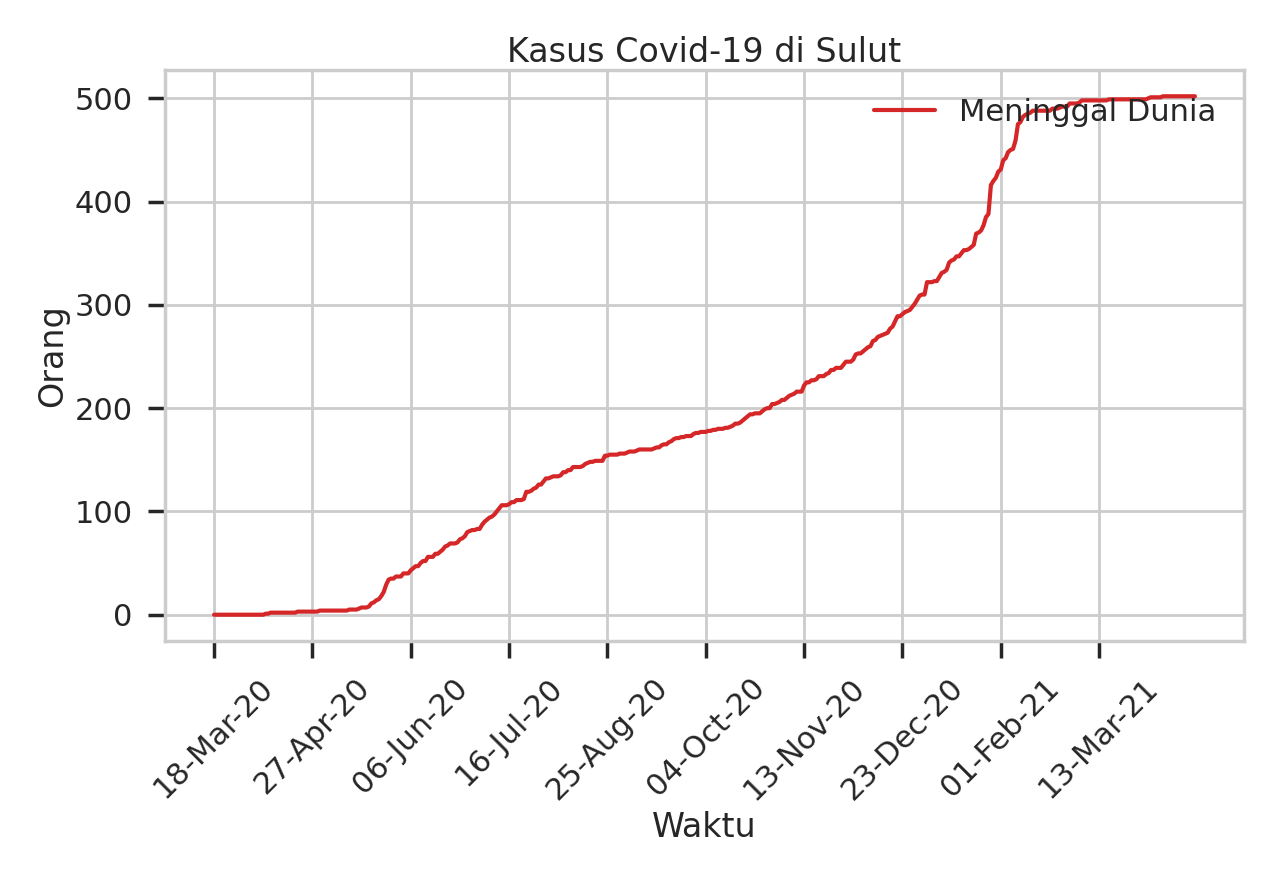 Kasus Covid-19 di Sulut
Meninggal Dunia
Orang
500
400
300
200
100
0
18-Mar-20
27-Apr-20
06-Jun-20
16-Jul-20
25-Aug-20
04-Oct-20
13-Nov-20
23-Dec-20
01-Feb-21
13-Mar-21
Waktu